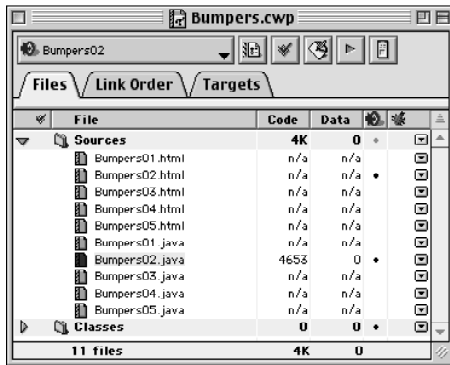 Bumpers.cwp
Bumpers02
Files Link Order Targets
File Code Data
Sources 4K 0
Bumpers01.html n/a n/a
Bumpers02.html n/a n/a
Bumpers03.html n/a n/a
Bumpers04.html n/a n/a
Bumpers05.html n/a n/a
Bumpers01.java n/a n/a
Bumpers02.java 4653 0
Bumpers03.java n/a n/a
Bumpers04.java n/a n/a
Bumpers05.java n/a n/a
Classes 0 0
11 files 4K 0